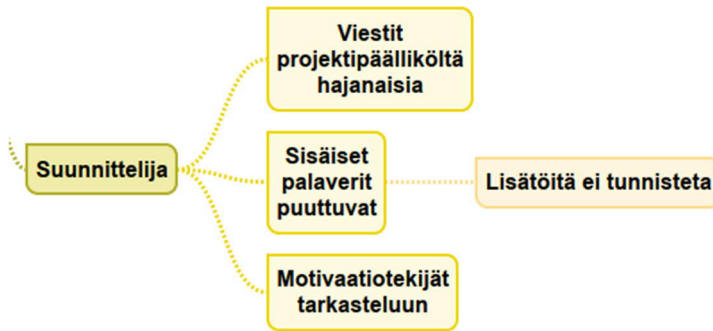 Viestit
projektipäälliköltä
hajanaisia
Suunnittelija
Sisäiset
palaverit
puuttuvat
Lisätöitä ei tunnisteta
Motivaatiotekijät
tarkasteluun